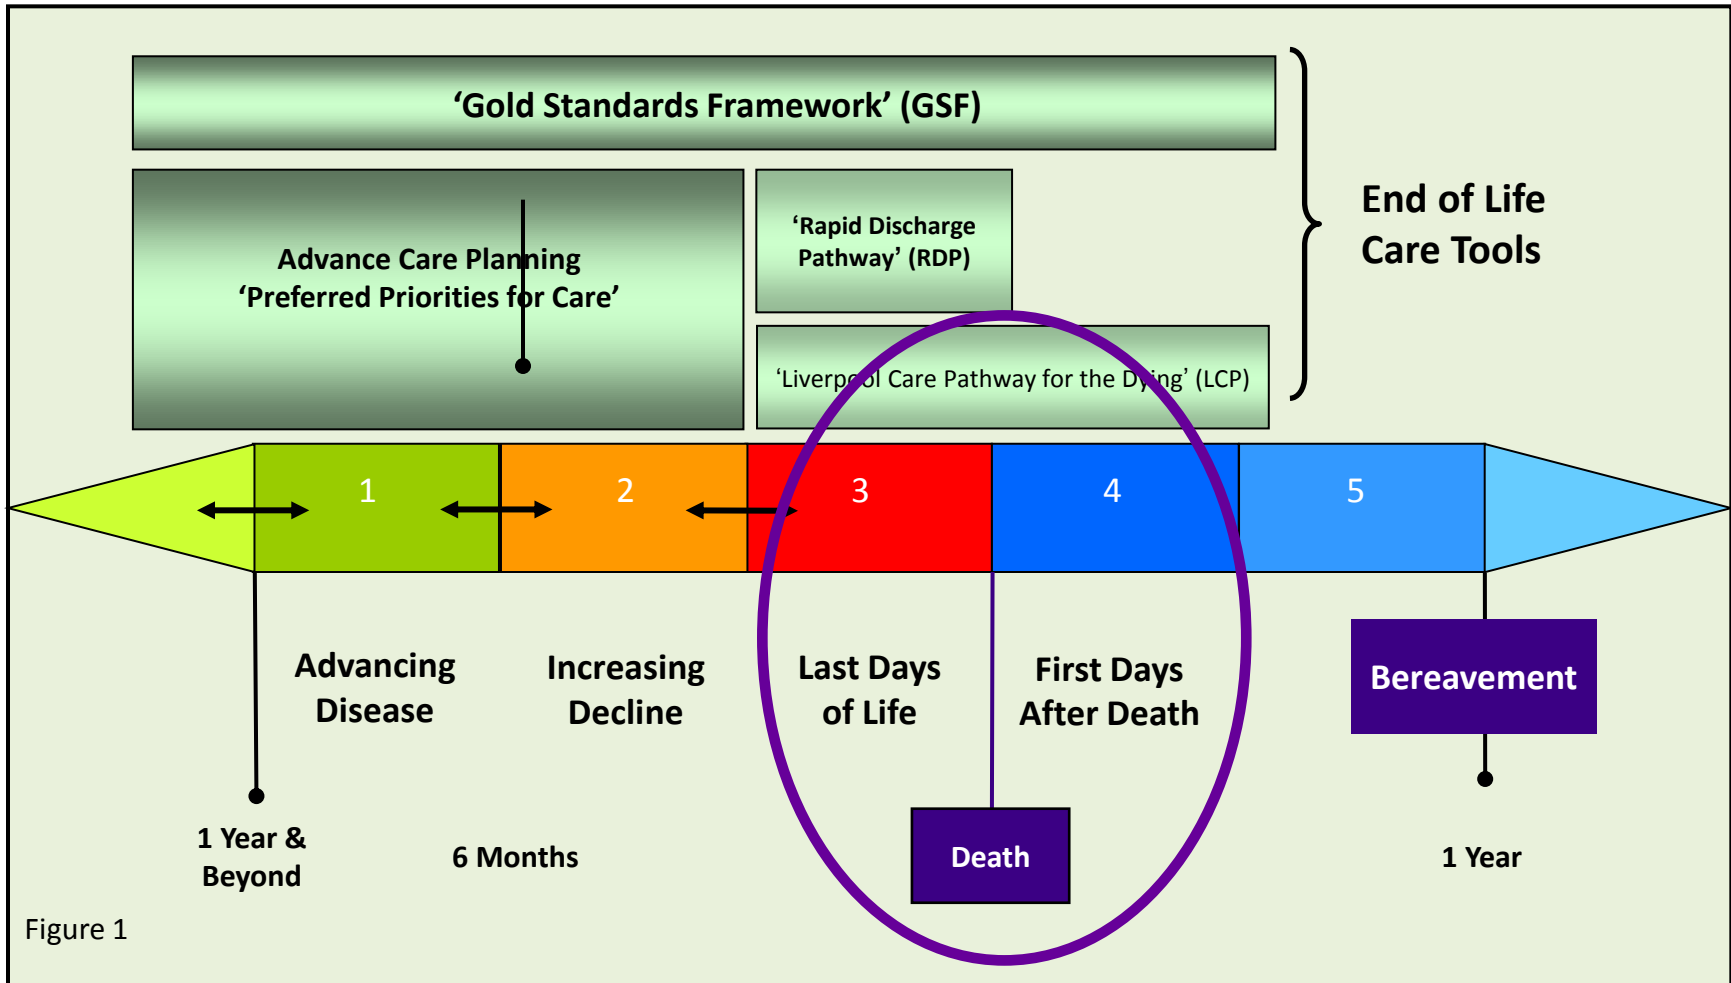 ‘Gold Standards Framework’ (GSF)
Advance Care Planning
‘Preferred Priorities for Care’
‘Rapid Discharge
Pathway’ (RDP)
‘Liverpool Care Pathway for the Dying’ (LCP)
End of Life
Care Tools
1
2
3
4
5
Advancing
Disease
Increasing
Decline
Last Days
of Life
First Days
After Death
Bereavement
1 Year &
Beyond
6 Months
Death
1 Year
Figure 1